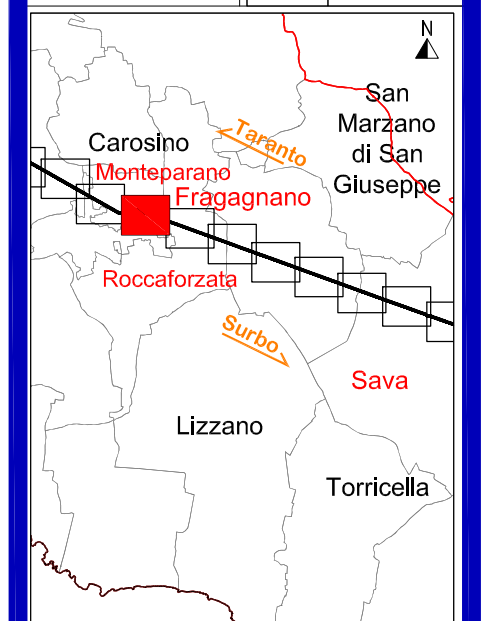 N
San
Marzano
di San
Giuseppe
Taranto
Carosino
Monteparano
Fragagnano
Roccaforzata
Surbo
Sava
Lizzano
Torricella